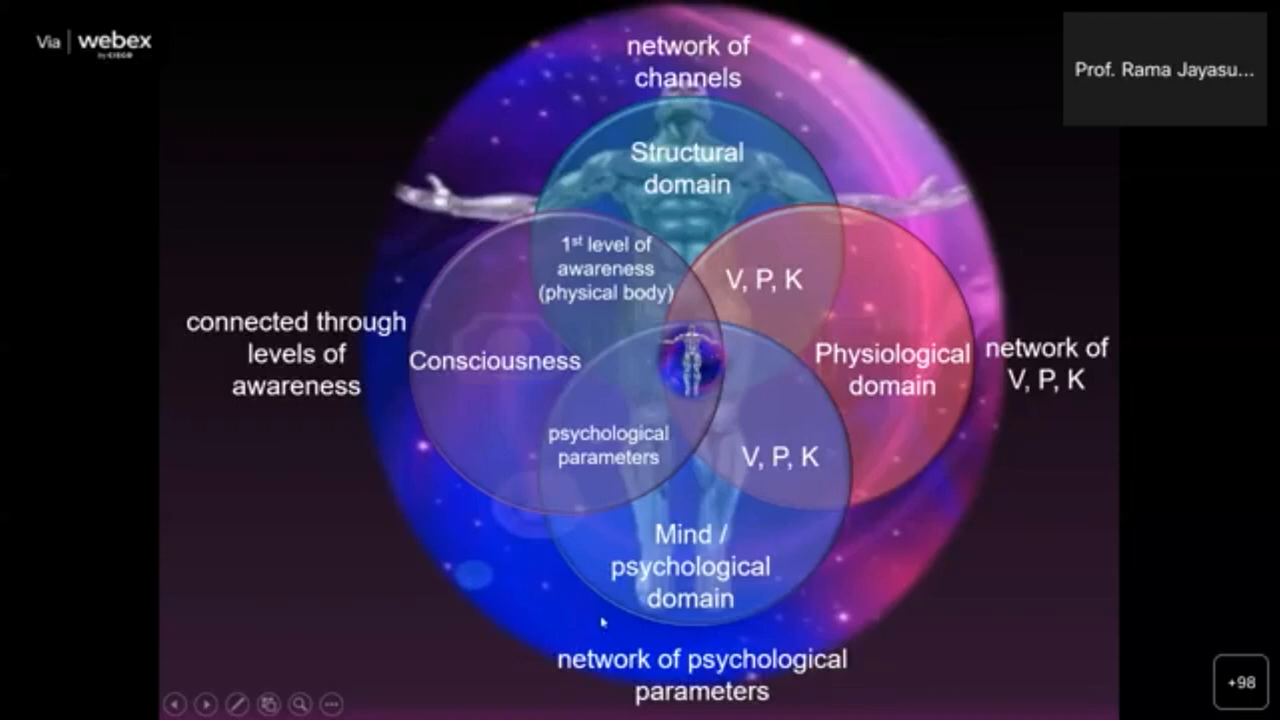 Via | webex
by CISCO
Prof. Rama Jayasu...
network of
channels
Structural
domain
1st level of
awareness
(physical body)
V, P, K
connected through
levels of
awareness
Consciousness
Physiological
domain
network of
V, P, K
psychological
parameters
V, P, K
Mind /
psychological
domain
network of psychological
parameters
+98